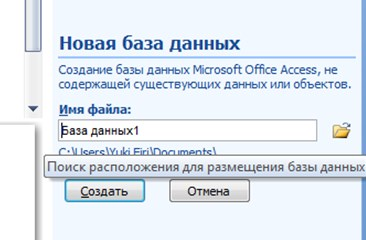 Новая база данных
Создание базы данных Microsoft Office Access, не
содержащей существующих данных или объектов.
Имя файла:
База данных1
C:\Users\Yuki Eiri\Documents\
Поиск расположения для размещения базы данных
Создать
Отмена